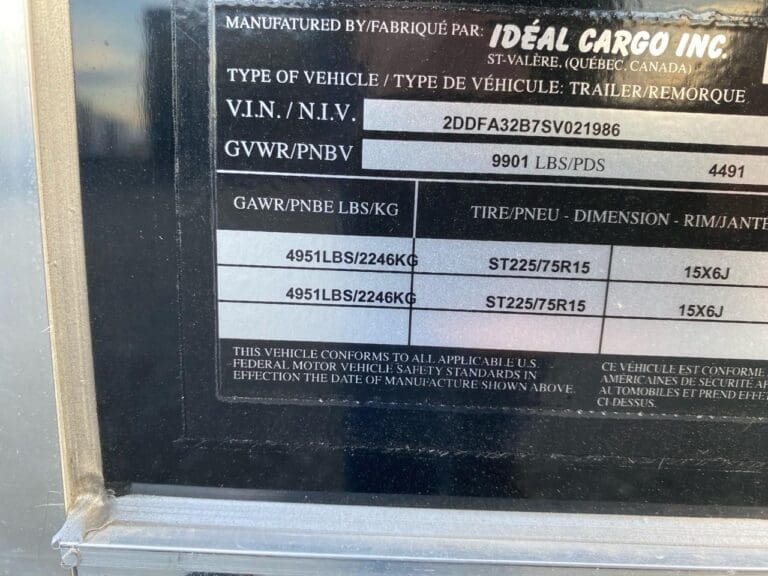 MANUFATURED BY/FABRIQUÉ PAR: IDÉAL CARGO INC.
ST-VALÈRE, (QUÉBEC, CANADA)
TYPE OF VEHICLE / TYPE DE VÉHICULE: TRAILER/REMORQUE
V.I.N. / N.I.V. 2DDFA32B7SV021986
GVWR/PNBV 9901 LBS/PDS 4491
GAWR/PNBE LBS/KG TIRE/PNEU - DIMENSION - RIM/JANTE
4951LBS/2246KG ST225/75R15 15X6J
4951LBS/2246KG ST225/75R15 15X6J
THIS VEHICLE CONFORMS TO ALL APPLICABLE U.S.
FEDERAL MOTOR VEHICLE SAFETY STANDARDS IN
EFFECTION THE DATE OF MANUFACTURE SHOWN ABOVE.
CE VÉHICULE EST CONFORME
AMÉRICAINES DE SÉCURITÉ
AUTOMOBILES ET PREND
CI-DESSUS.